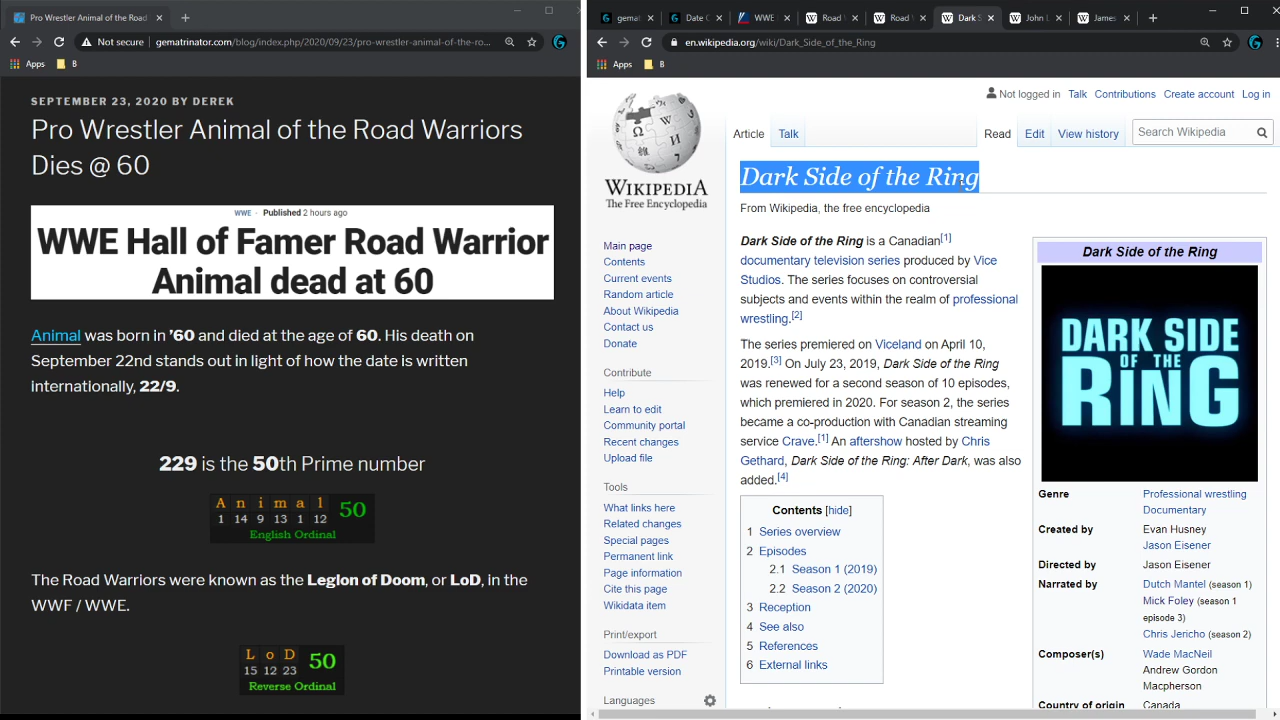 Pro Wrestler Animal of the Road
Not secure
gematrinator.com/blog/index.php/2020/09/23/pro-wrestler-animal-of-the-ro...
Apps
B
SEPTEMBER 23, 2020 BY DEREK
Pro Wrestler Animal of the Road Warriors
Dies @ 60
WWE · Published 2 hours ago
WWE Hall of Famer Road Warrior
Animal dead at 60
Animal was born in '60 and died at the age of 60. His death on
September 22nd stands out in light of how the date is written
internationally, 22/9.
229 is the 50th Prime number
A n i m a l 50
1 14 9 13 1 12
English Ordinal
The Road Warriors were known as the Legion of Doom, or LoD, in the
WWF / WWE.
L o D 50
15 12 23
Reverse Ordinal
gemat
Date C
WWE
Road
Road
Dark S
John L
James
en.wikipedia.org/wiki/Dark_Side_of_the_Ring
Apps
B
WIKIPEDIA
The Free Encyclopedia
Main page
Contents
Current events
Random article
About Wikipedia
Contact us
Donate
Contribute
Help
Learn to edit
Community portal
Recent changes
Upload file
Tools
What links here
Related changes
Special pages
Permanent link
Page information
Cite this page
Wikidata item
Print/export
Download as PDF
Printable version
Languages
Not logged in Talk Contributions Create account Log in
Article Talk Read Edit View history Search Wikipedia
Dark Side of the Ring
From Wikipedia, the free encyclopedia
Dark Side of the Ring is a Canadian[1]
documentary television series produced by Vice
Studios. The series focuses on controversial
subjects and events within the realm of professional
wrestling.[2]
The series premiered on Viceland on April 10,
2019.[3] On July 23, 2019, Dark Side of the Ring
was renewed for a second season of 10 episodes,
which premiered in 2020. For season 2, the series
became a co-production with Canadian streaming
service Crave.[1] An aftershow hosted by Chris
Gethard, Dark Side of the Ring: After Dark, was also
added.[4]
Contents [hide]
1 Series overview
2 Episodes
2.1 Season 1 (2019)
2.2 Season 2 (2020)
3 Reception
4 See also
5 References
6 External links
Dark Side of the Ring
DARK SIDE
OF THE
RING
Genre Professional wrestling
Documentary
Created by Evan Husney
Jason Eisener
Directed by Jason Eisener
Narrated by Dutch Mantel (season 1)
Mick Foley (season 1
episode 3)
Chris Jericho (season 2)
Composer(s) Wade MacNeil
Andrew Gordon
Macpherson
Country of origin Canada